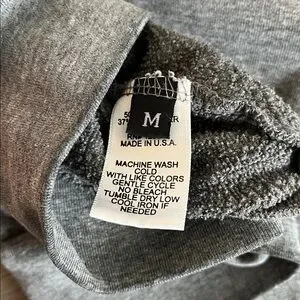 M
MADE IN U.S.A.
MACHINE WASH
COLD
WITH LIKE COLORS
GENTLE CYCLE
NO BLEACH
TUMBLE DRY LOW
COOL IRON IF
NEEDED